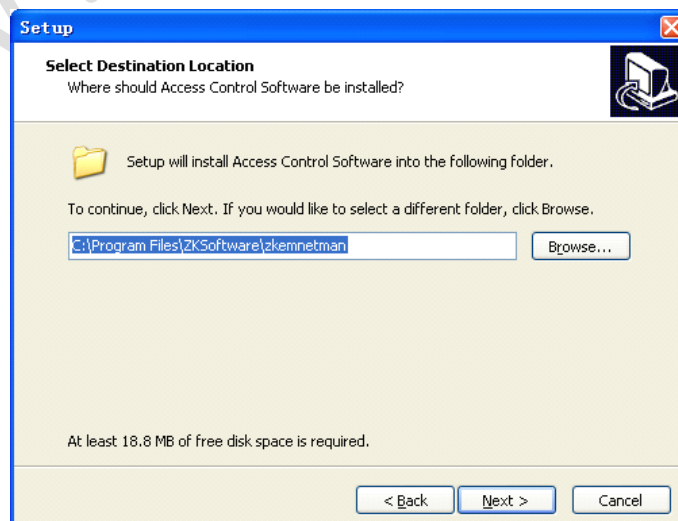 Setup
Select Destination Location
Where should Access Control Software be installed?
Setup will install Access Control Software into the following folder.
To continue, click Next. If you would like to select a different folder, click Browse.
C:\Program Files\ZKSoftware\zkemnetman
Browse...
At least 18.8 MB of free disk space is required.
< Back
Next >
Cancel